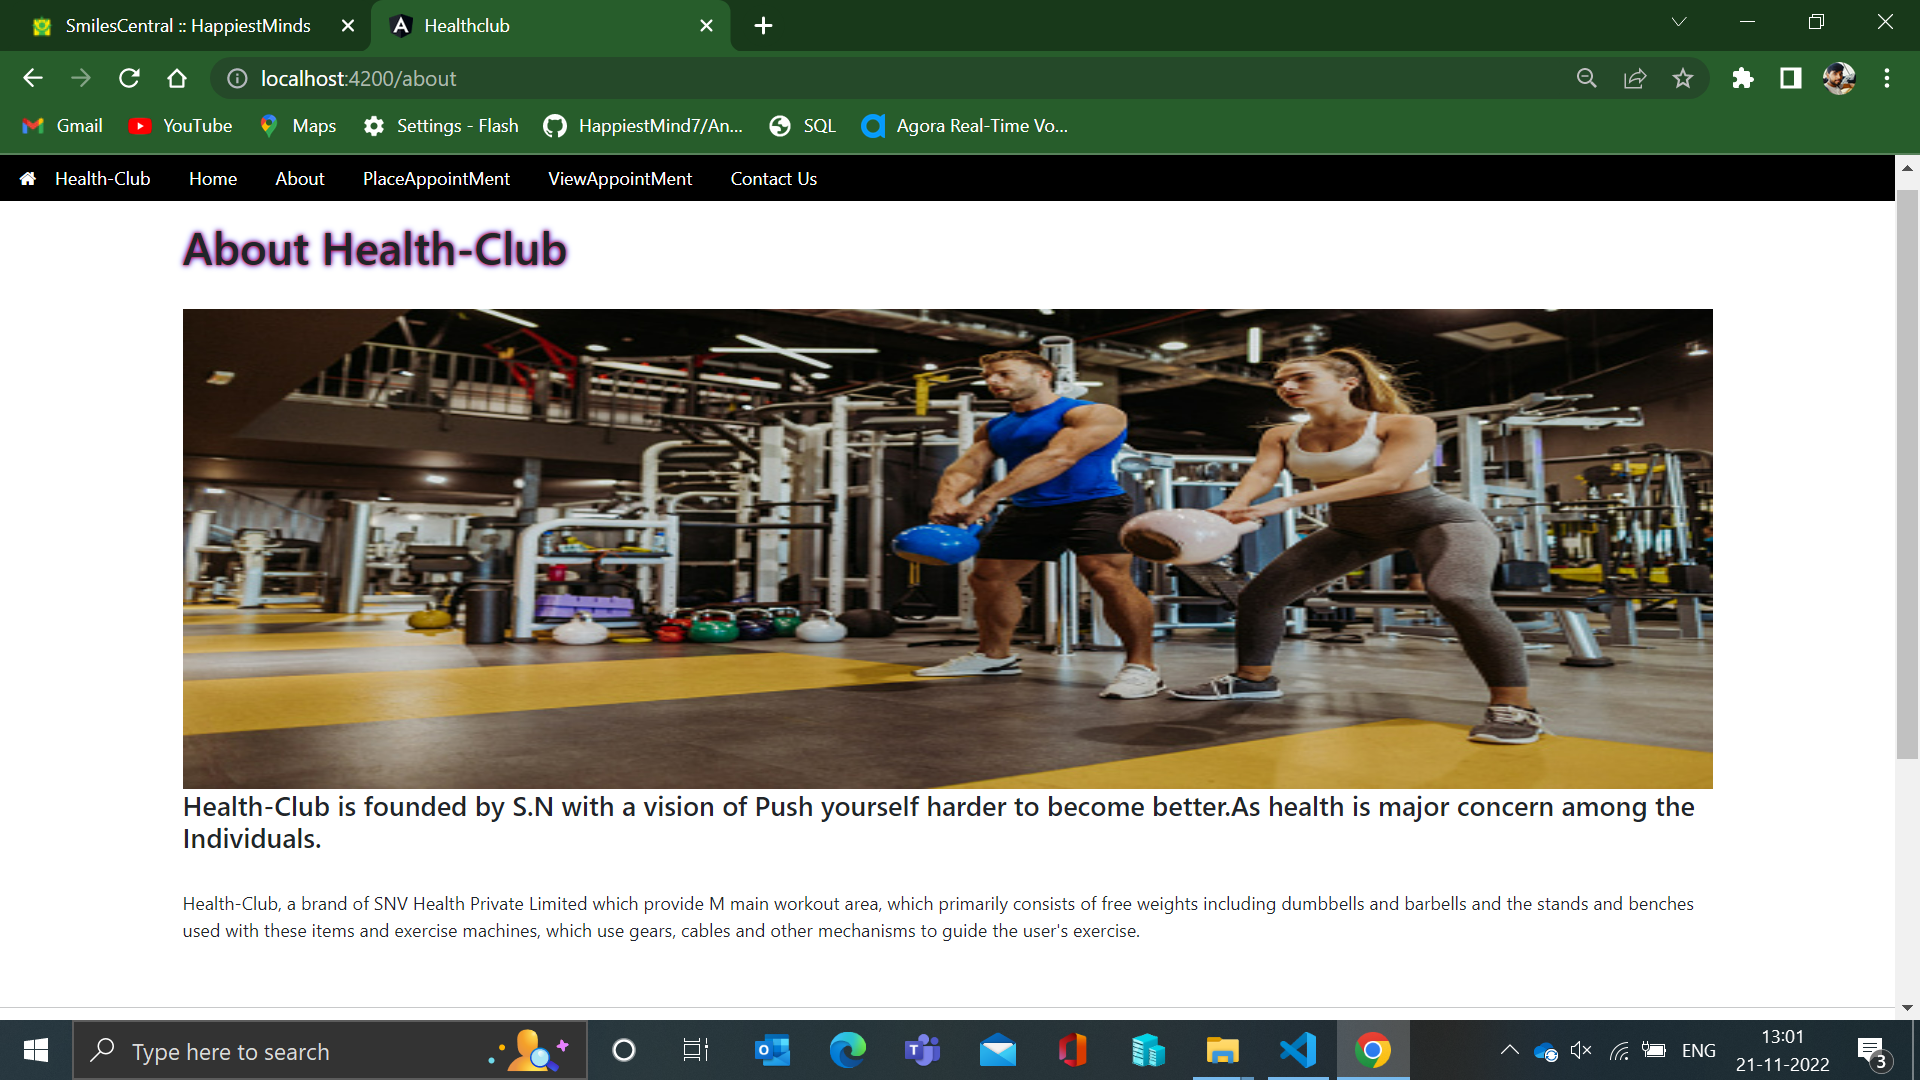 SmilesCentral :: HappiestMinds
Healthclub
localhost:4200/about
Gmail YouTube Maps Settings - Flash HappiestMind7/An... SQL Agora Real-Time Vo...
Health-Club Home About PlaceAppointMent ViewAppointMent Contact Us
About Health-Club
Health-Club is founded by S.N with a vision of Push yourself harder to become better.As health is major concern among the
Individuals.
Health-Club, a brand of SNV Health Private Limited which provide M main workout area, which primarily consists of free weights including dumbbells and barbells and the stands and benches
used with these items and exercise machines, which use gears, cables and other mechanisms to guide the user's exercise.
Type here to search
ENG
13:01
21-11-2022
3